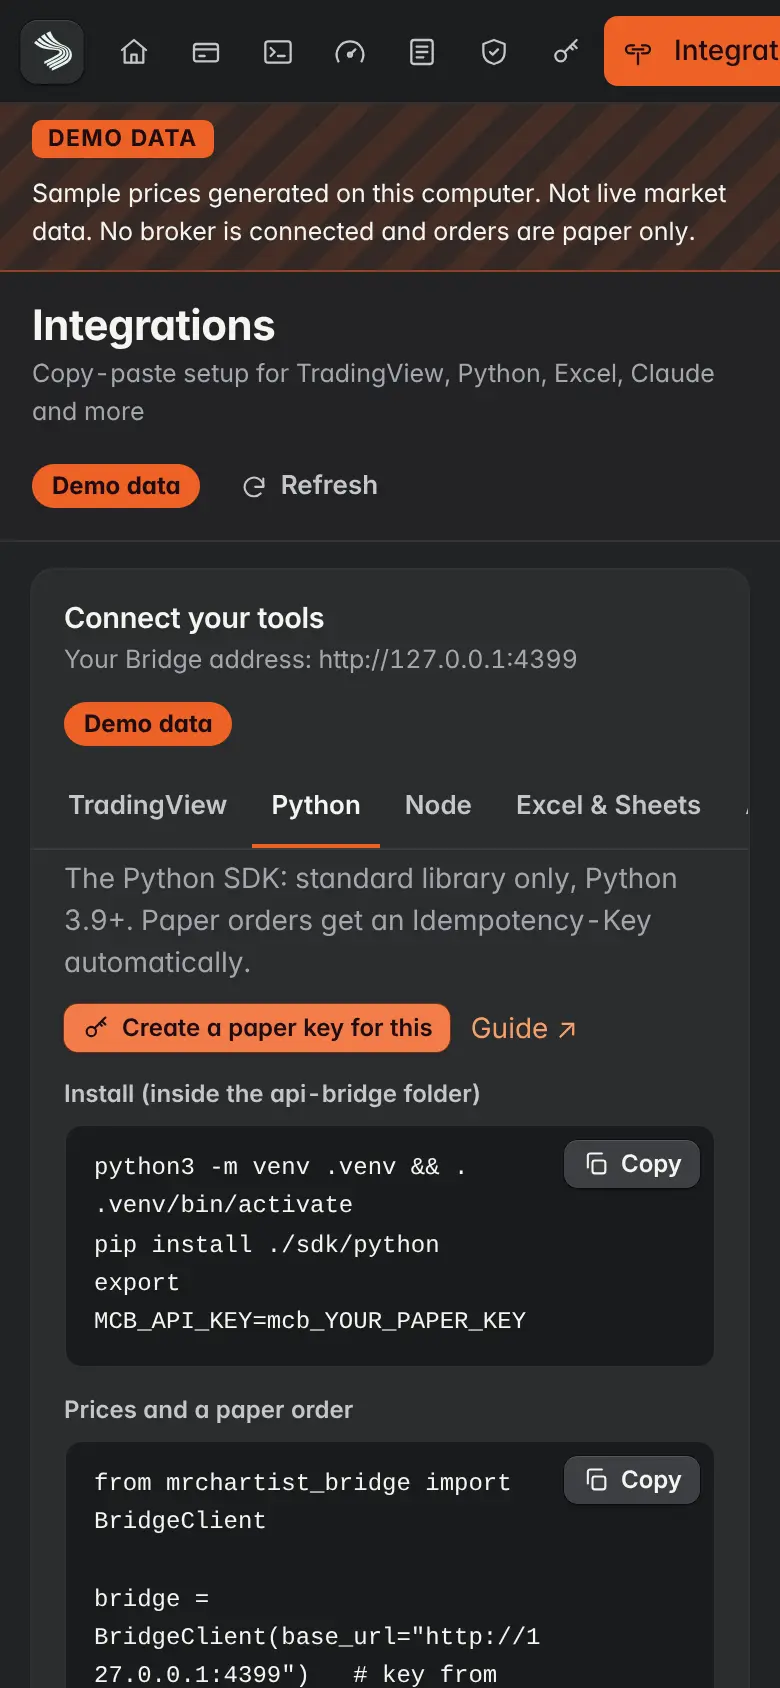 Integrat
DEMO DATA
Sample prices generated on this computer. Not live market
data. No broker is connected and orders are paper only.
Integrations
Copy-paste setup for TradingView, Python, Excel, Claude
and more
Demo data
Refresh
Connect your tools
Your Bridge address: http://127.0.0.1:4399
Demo data
TradingView Python Node Excel & Sheets
The Python SDK: standard library only, Python
3.9+. Paper orders get an Idempotency-Key
automatically.
Create a paper key for this Guide ↗
Install (inside the api-bridge folder)
Copy
python3 -m venv .venv && .
.venv/bin/activate
pip install ./sdk/python
export
MCB_API_KEY=mcb_YOUR_PAPER_KEY
Prices and a paper order
Copy
from mrchartist_bridge import
BridgeClient
bridge =
BridgeClient(base_url="http://1
27.0.0.1:4399")   # key from